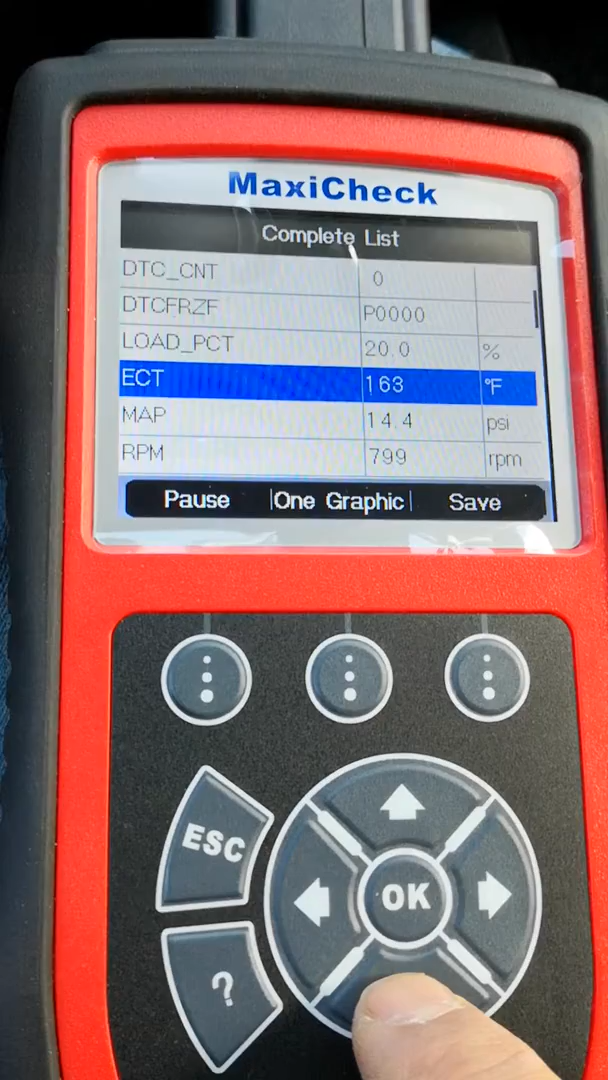 MaxiCheck
Complete List
DTC_CNT 0
DTCFRZF P0000
LOAD_PCT 20.0 %
ECT 163 °F
MAP 14.4 psi
RPM 799 rpm
Pause One Graphic Save
ESC
OK
?